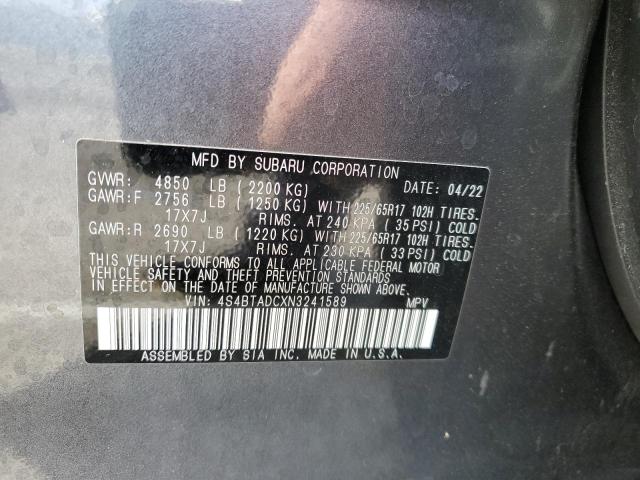 MFD BY SUBARU CORPORATION
GVWR: 4850 LB (2200 KG) DATE: 04/22
GAWR:F 2756 LB (1250 KG) WITH 225/65R17 102H TIRES.
17X7J RIMS. AT 240 KPA (35 PSI) COLD
GAWR:R 2690 LB (1220 KG) WITH 225/65R17 102H TIRES.
17X7J RIMS. AT 230 KPA (33 PSI) COLD
THIS VEHICLE CONFORMS TO ALL APPLICABLE FEDERAL MOTOR
VEHICLE SAFETY AND THEFT PREVENTION STANDARDS
IN EFFECT ON THE DATE OF MANUFACTURE SHOWN ABOVE.
VIN: 4S4BTADCXN3241589 MPV
ASSEMBLED BY SIA INC. MADE IN U.S.A.